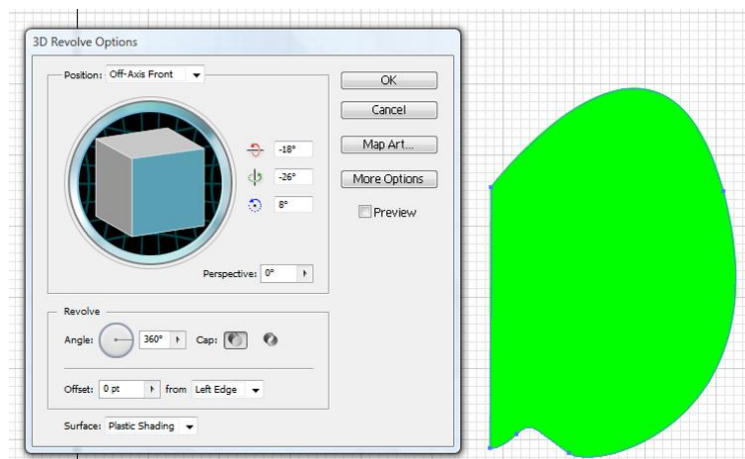 3D Revolve Options
Position: Off-Axis Front
OK
Cancel
Map Art...
-18°
-26°
More Options
8°
Preview
Perspective: 0°
Revolve
Angle: 360° Cap:
Offset: 0 pt from Left Edge
Surface: Plastic Shading